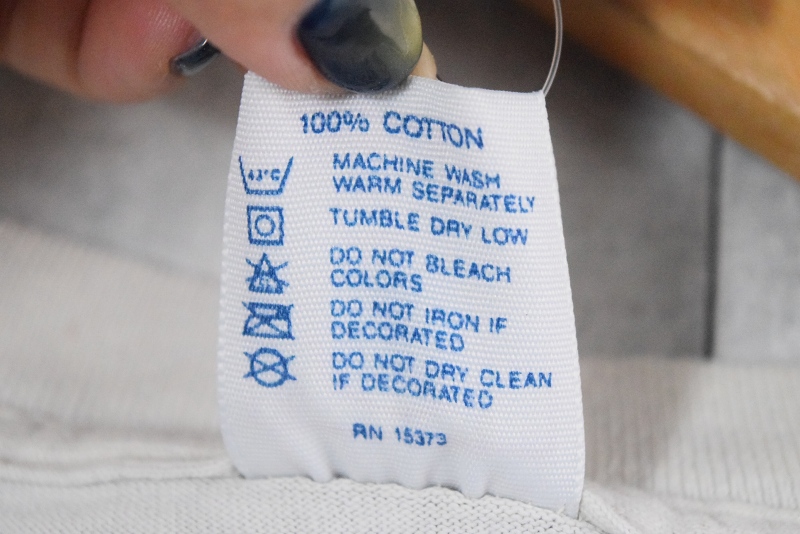 100% COTTON
MACHINE WASH
WARM SEPARATELY
TUMBLE DRY LOW
DO NOT BLEACH
COLORS
DO NOT IRON IF
DECORATED
DO NOT DRY CLEAN
IF DECORATED
RN 15373